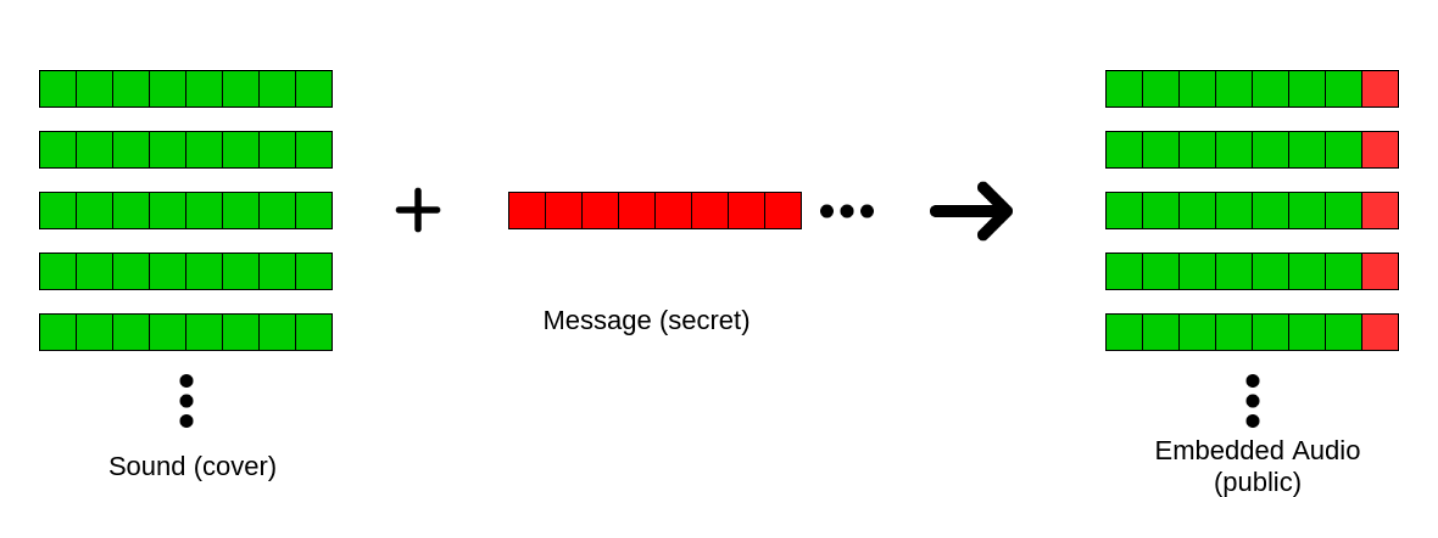 Message (secret)
Sound (cover)
Embedded Audio
(public)